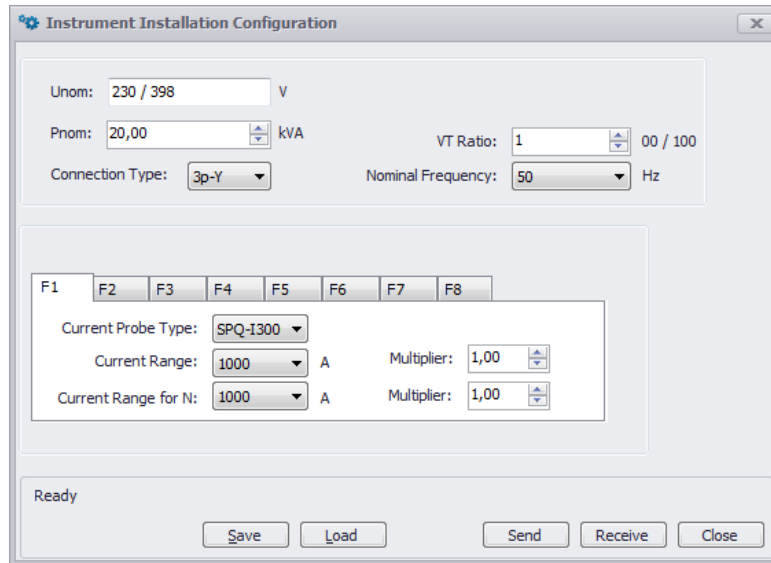 Instrument Installation Configuration
Unom: 230 / 398 V
Pnom: 20,00 kVA
VT Ratio: 1 00 / 100
Connection Type: 3p-Y
Nominal Frequency: 50 Hz
F1 F2 F3 F4 F5 F6 F7 F8
Current Probe Type: SPQ-I300
Current Range: 1000 A Multiplier: 1,00
Current Range for N: 1000 A Multiplier: 1,00
Ready
Save Load Send Receive Close